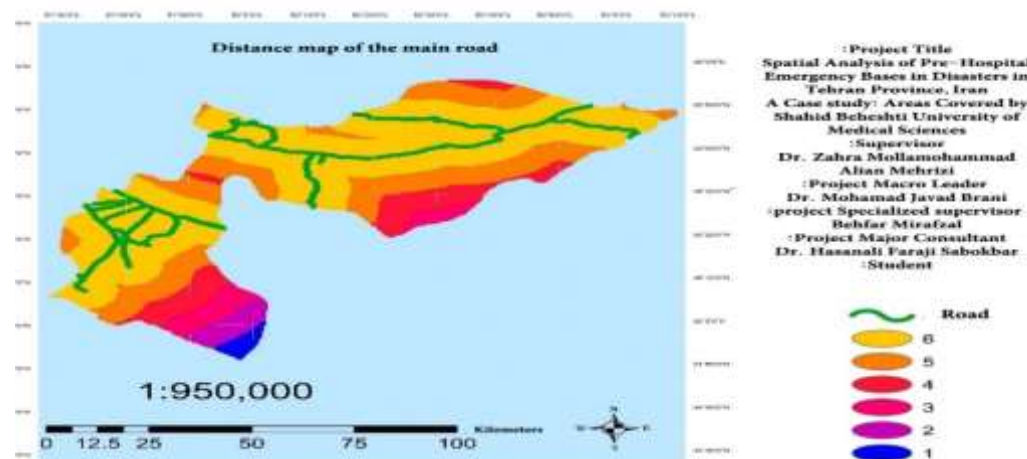 Distance map of the main road
1:950,000
0 12.5 25 50 75 100
Kilometers
N
:Project Title
Spatial Analysis of Pre-Hospital
Emergency Bases in Disasters in
Tehran Province, Iran
A Case study: Areas Covered by
Shahid Beheshti University of
Medical Sciences
:Supervisor
Dr. Zahra Mollamohammad
Alian Mehrizi
:Project Macro Leader
Dr. Mohamad Javad Brani
:project Specialized supervisor
Behfar Mirafzal
:Project Major Consultant
Dr. Hasanali Faraji Sabokbar
:Student
Road
6
5
4
3
2
1